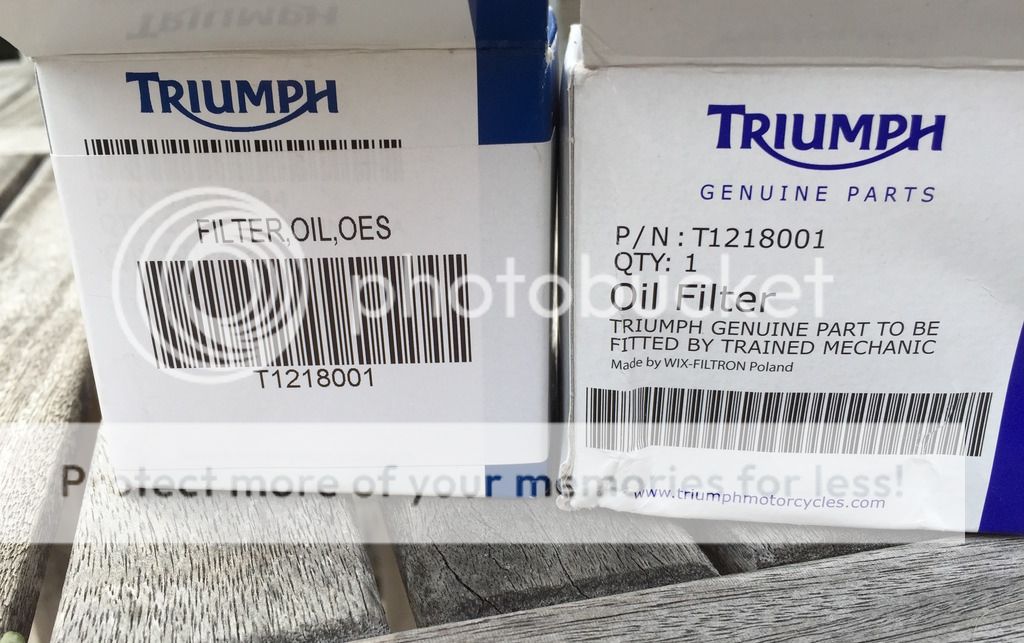 TRIUMPH
FILTER,OIL,OES
T1218001
TRIUMPH
GENUINE PARTS
P/N : T1218001
QTY: 1
Oil Filter
TRIUMPH GENUINE PART TO BE
FITTED BY TRAINED MECHANIC
Made by WIX-FILTRON Poland
www.triumphmotorcycles.com
photobucket
Protect more of your memories for less!